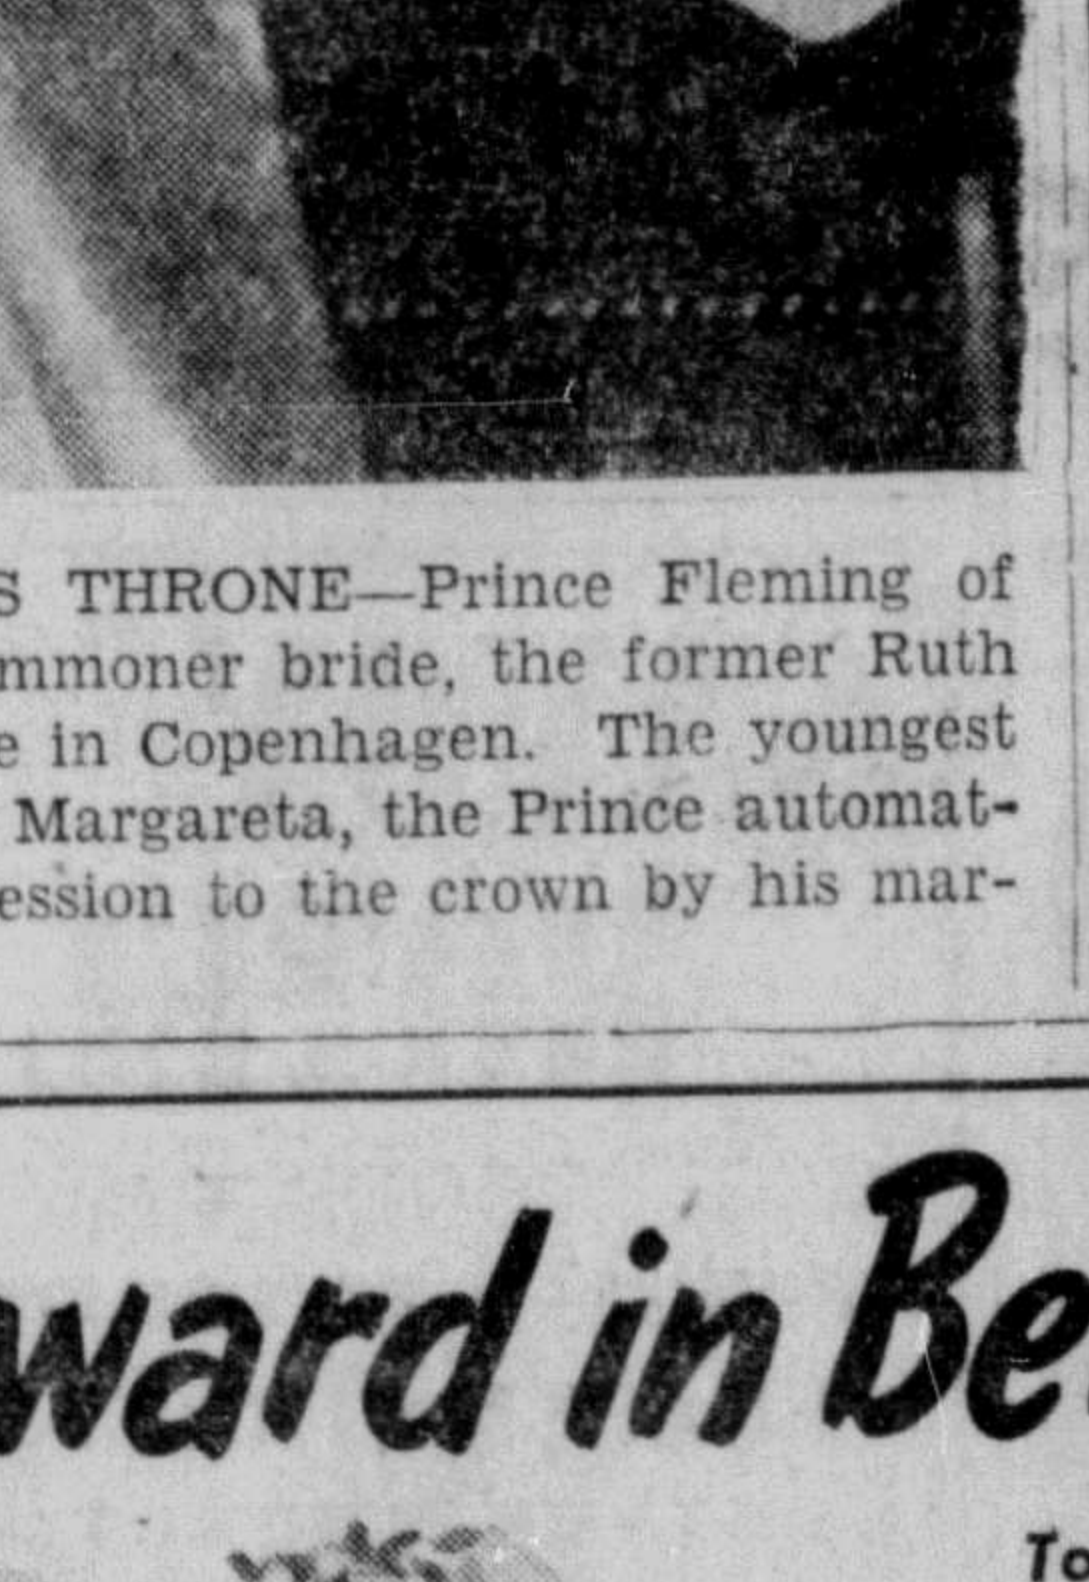 S THRONE—Prince Fleming of
mmoner bride, the former Ruth
e in Copenhagen. The youngest
Margareta, the Prince automat-
ession to the crown by his mar-
ward in Be
To